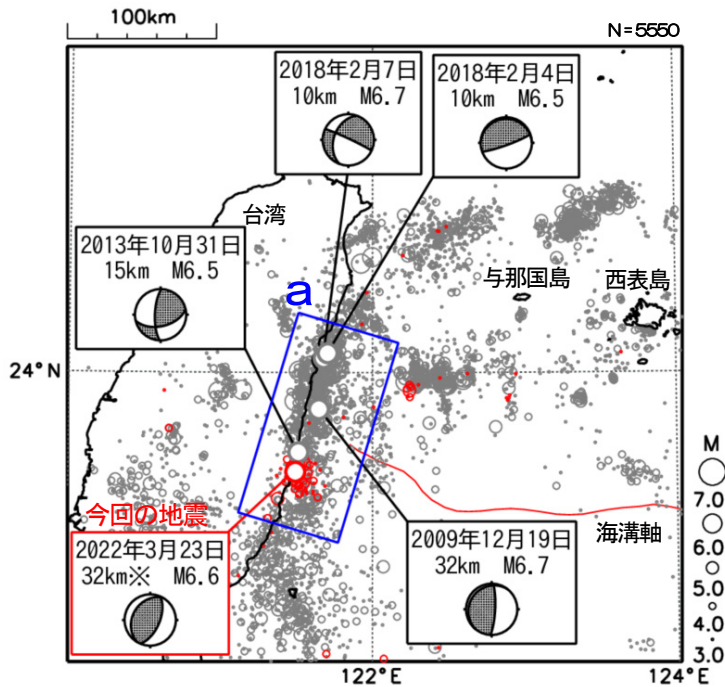 100km
N=5550
2018年2月7日
10km M6.7
2018年2月4日
10km M6.5
台湾
2013年10月31日
15km M6.5
a
与那国島
西表島
24°N
今回の地震
2022年3月23日
32km※ M6.6
2009年12月19日
32km M6.7
海溝軸
M
7.0
6.0
5.0
4.0
3.0
122°E
124°E